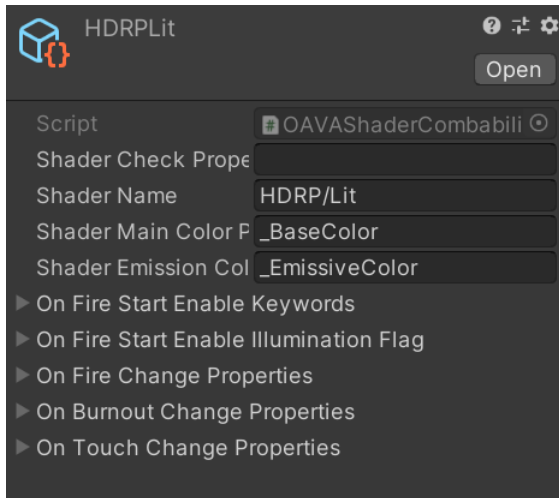 HDRPLit
Open
Script OAVAShaderCombabili
Shader Check Prope
Shader Name HDRP/Lit
Shader Main Color P _BaseColor
Shader Emission Col _EmissiveColor
On Fire Start Enable Keywords
On Fire Start Enable Illumination Flag
On Fire Change Properties
On Burnout Change Properties
On Touch Change Properties